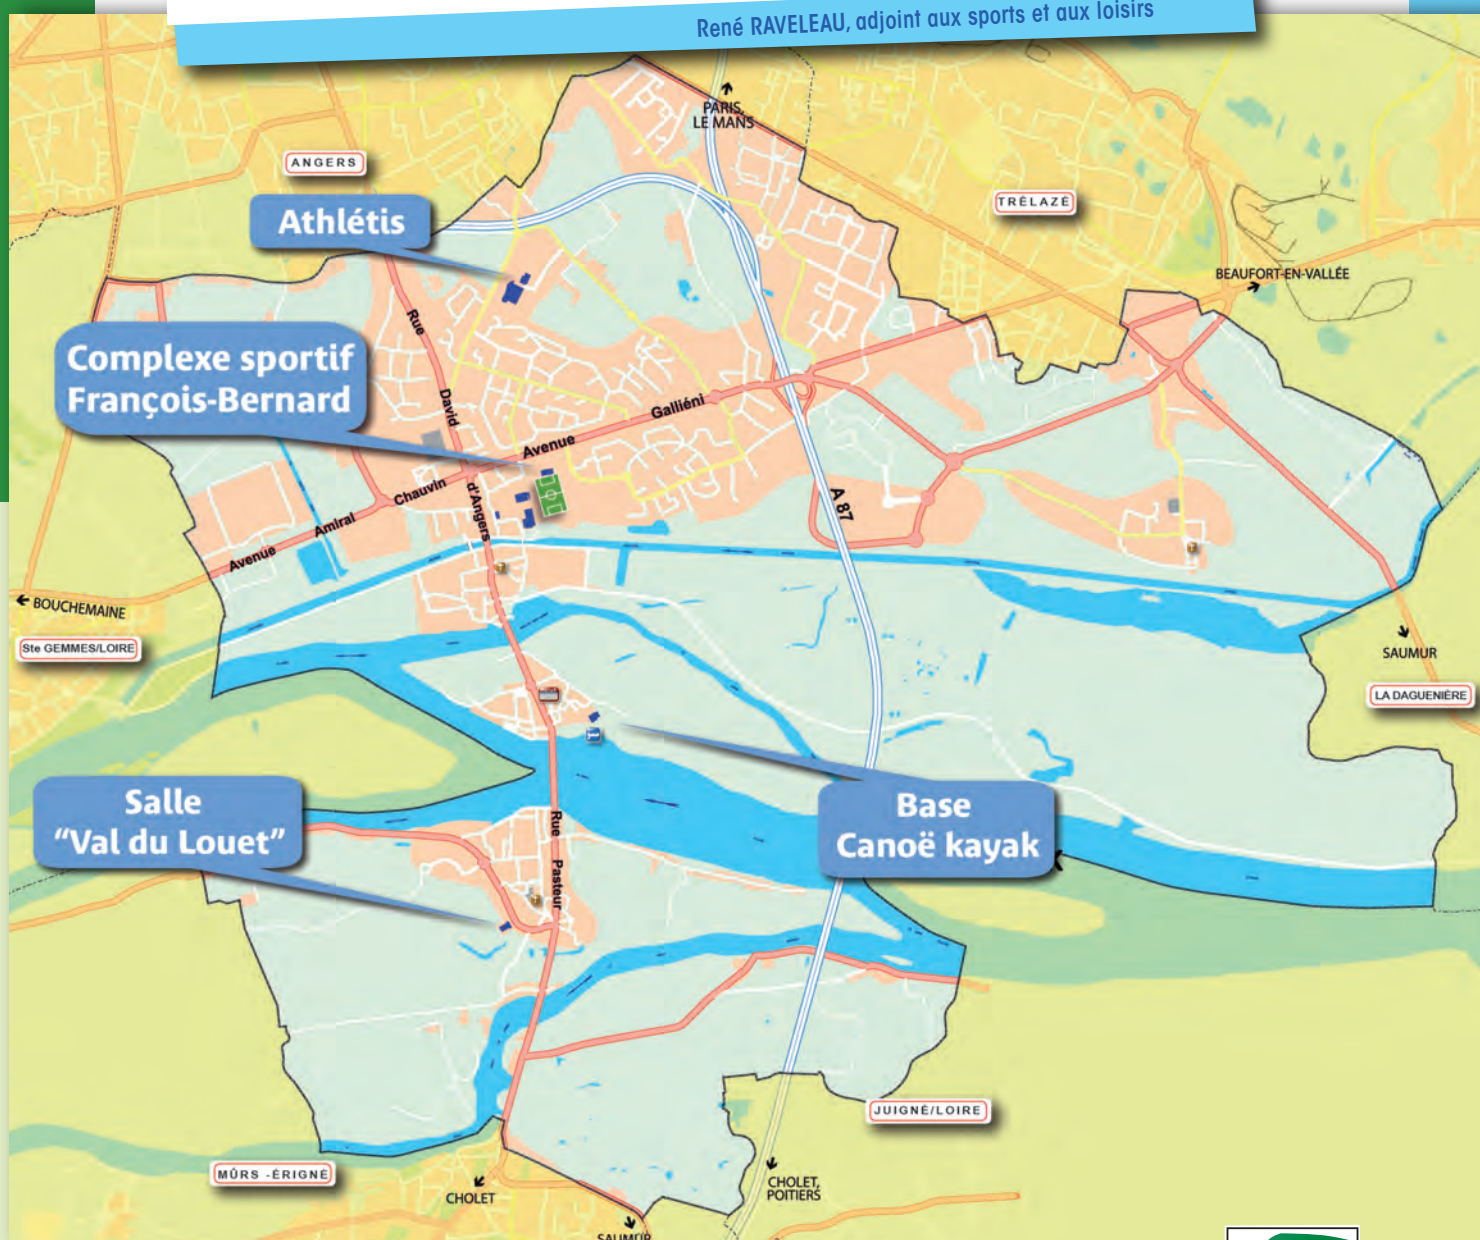 René RAVELEAU, adjoint aux sports et aux loisirs
PARIS,
LE MANS
ANGERS
TRÉLAZÉ
Athlétis
BEAUFORT-EN-VALLÉE
Rue
David
d'Angers
Complexe sportif
François-Bernard
Avenue
Galliéni
Avenue
Amiral
Chauvin
A 87
BOUCHEMAINE
Ste GEMMES/LOIRE
SAUMUR
LA DAGUENIÈRE
Salle
“Val du Louet”
Rue
Pasteur
Base
Canoë kayak
JUIGNÉ/LOIRE
MÛRS -ÉRIGNÉ
CHOLET
CHOLET,
POITIERS
SAUMUR